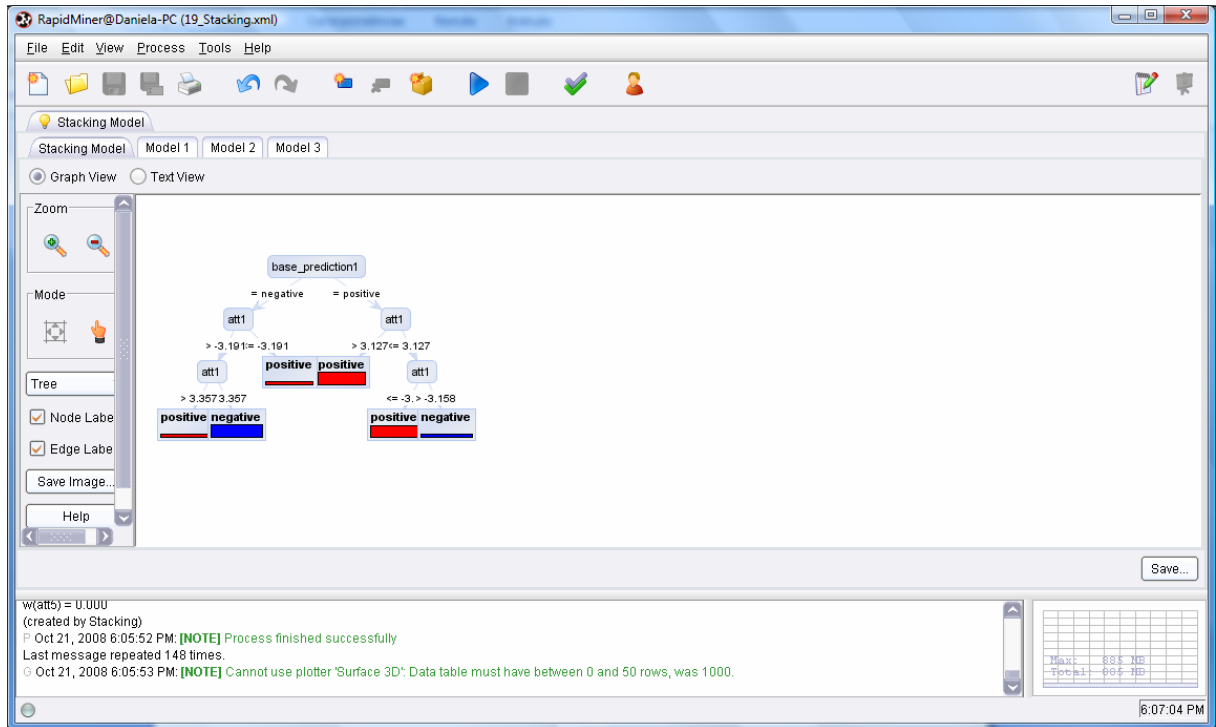 RapidMiner@Daniela-PC (19_Stacking.xml)
File Edit View Process Tools Help
Stacking Model
Stacking Model Model 1 Model 2 Model 3
Graph View Text View
Zoom
Mode
Tree
Node Labe
Edge Labe
Save Image...
Help
base_prediction1
= negative = positive
att1 att1
> -3.191 <= -3.191 > 3.127 <= 3.127
att1 positive positive att1
> 3.357 3.357 <= -3. > -3.158
positive negative positive negative
Save...
w(att5) = 0.000
(created by Stacking)
P Oct 21, 2008 6:05:52 PM: [NOTE] Process finished successfully
Last message repeated 148 times.
G Oct 21, 2008 6:05:53 PM: [NOTE] Cannot use plotter 'Surface 3D': Data table must have between 0 and 50 rows, was 1000.
Max: 885 MB
Total: 885 MB
6:07:04 PM